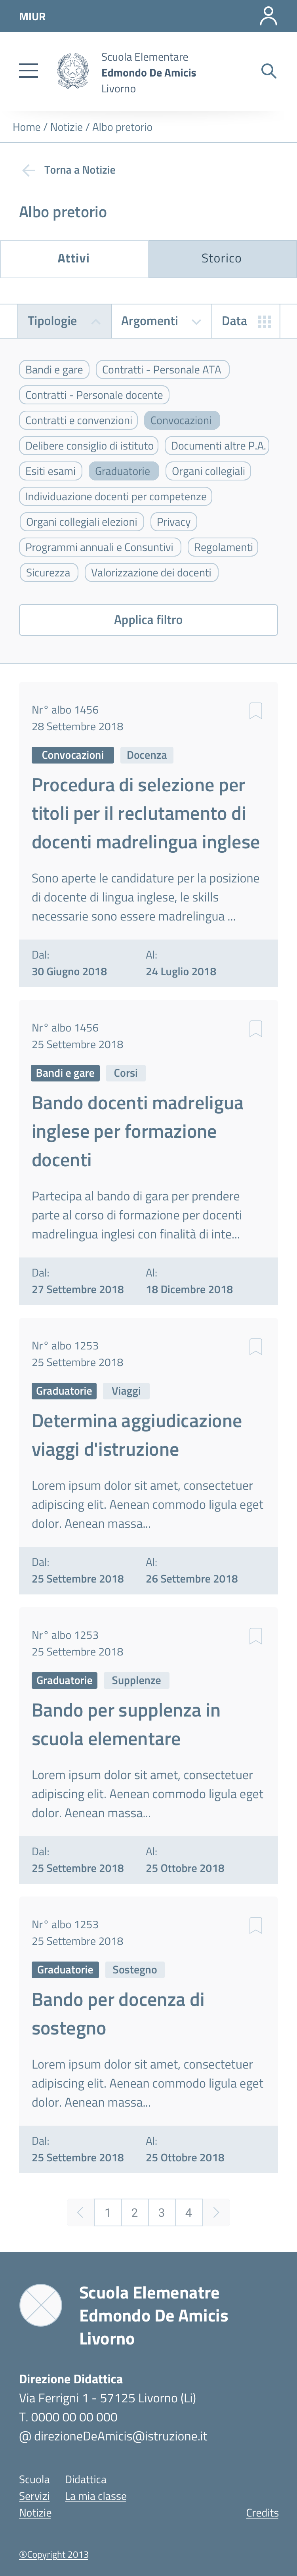 MIUR
Scuola Elementare
Edmondo De Amicis
Livorno
Home / Notizie / Albo pretorio
Torna a Notizie
Albo pretorio
Attivi Storico
Tipologie Argomenti Data
Bandi e gare Contratti - Personale ATA
Contratti - Personale docente
Contratti e convenzioni Convocazioni
Delibere consiglio di istituto Documenti altre P.A.
Esiti esami Graduatorie Organi collegiali
Individuazione docenti per competenze
Organi collegiali elezioni Privacy
Programmi annuali e Consuntivi Regolamenti
Sicurezza Valorizzazione dei docenti
Applica filtro
Nr° albo 1456
28 Settembre 2018
Convocazioni Docenza
Procedura di selezione per
titoli per il reclutamento di
docenti madrelingua inglese
Sono aperte le candidature per la posizione
di docente di lingua inglese, le skills
necessarie sono essere madrelingua ...
Dal: Al:
30 Giugno 2018 24 Luglio 2018
Nr° albo 1456
25 Settembre 2018
Bandi e gare Corsi
Bando docenti madreligua
inglese per formazione
docenti
Partecipa al bando di gara per prendere
parte al corso di formazione per docenti
madrelingua inglesi con finalità di inte...
Dal: Al:
27 Settembre 2018 18 Dicembre 2018
Nr° albo 1253
25 Settembre 2018
Graduatorie Viaggi
Determina aggiudicazione
viaggi d'istruzione
Lorem ipsum dolor sit amet, consectetuer
adipiscing elit. Aenean commodo ligula eget
dolor. Aenean massa...
Dal: Al:
25 Settembre 2018 26 Settembre 2018
Nr° albo 1253
25 Settembre 2018
Graduatorie Supplenze
Bando per supplenza in
scuola elementare
Lorem ipsum dolor sit amet, consectetuer
adipiscing elit. Aenean commodo ligula eget
dolor. Aenean massa...
Dal: Al:
25 Settembre 2018 25 Ottobre 2018
Nr° albo 1253
25 Settembre 2018
Graduatorie Sostegno
Bando per docenza di
sostegno
Lorem ipsum dolor sit amet, consectetuer
adipiscing elit. Aenean commodo ligula eget
dolor. Aenean massa...
Dal: Al:
25 Settembre 2018 25 Ottobre 2018
1 2 3 4
Scuola Elemenatre
Edmondo De Amicis
Livorno
Direzione Didattica
Via Ferrigni 1 - 57125 Livorno (Li)
T. 0000 00 00 000
@ direzioneDeAmicis@istruzione.it
Scuola Didattica
Servizi La mia classe
Notizie Credits
®Copyright 2013